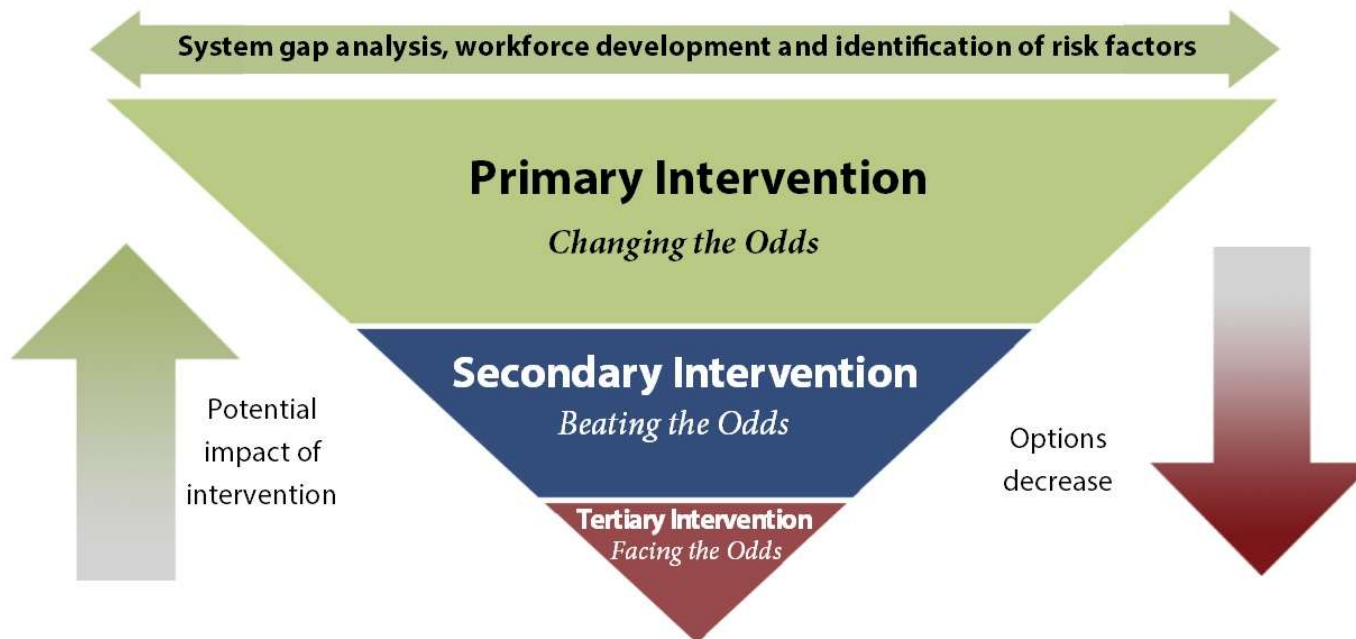 System gap analysis, workforce development and identification of risk factors
Primary Intervention
Changing the Odds
Secondary Intervention
Beating the Odds
Potential
impact of
intervention
Options
decrease
Tertiary Intervention
Facing the Odds